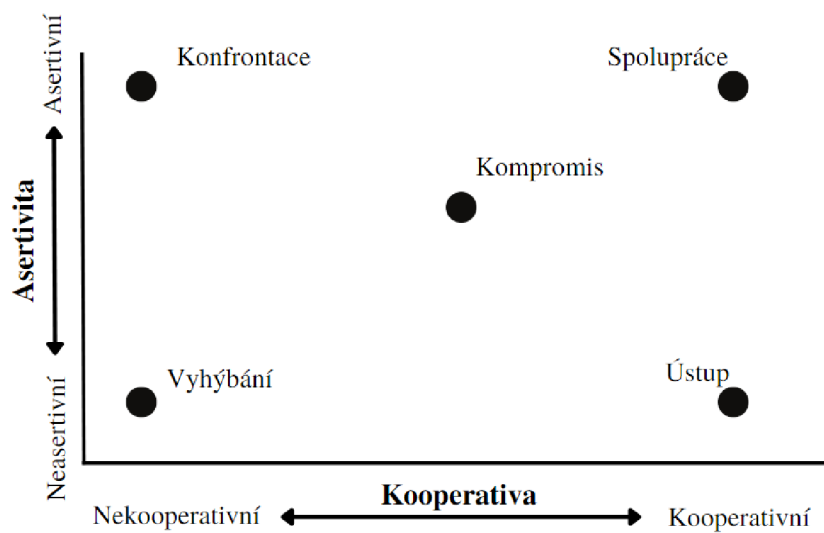 Asertivní
Konfrontace
Spolupráce
Kompromis
Asertivita
Vyhýbání
Ústup
Neasertivní
Kooperativa
Nekooperativní
Kooperativní